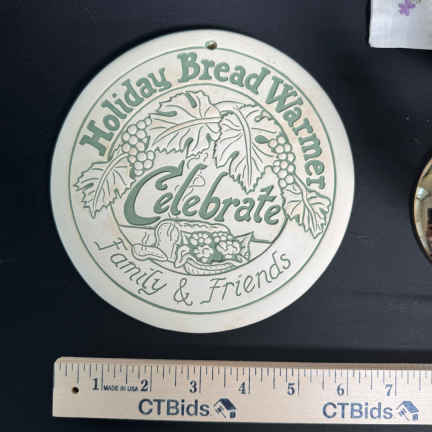 Holiday Bread Warmer
Celebrate
Family & Friends
1 MADE IN USA 2 3 4 5 6 7
CTBids CTBids